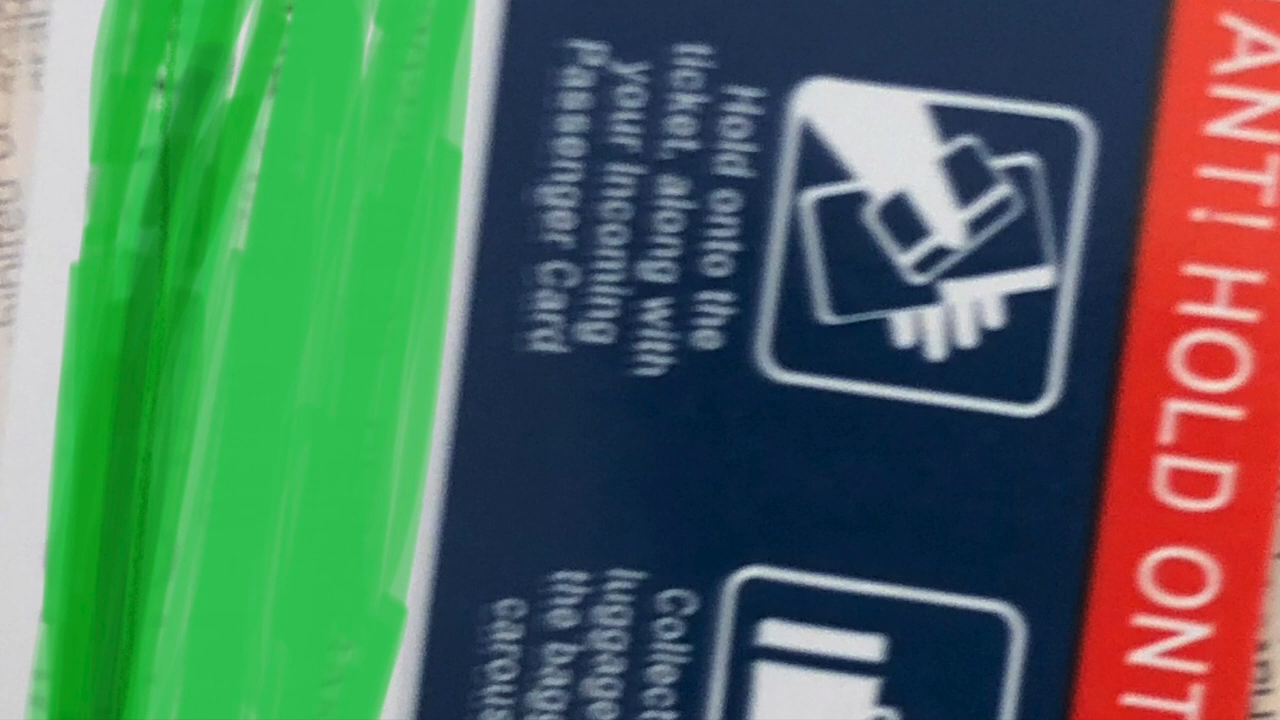 ANT! HOLD ONT
Hold onto the
ticket, along with
your Incoming
Passenger Card
Collect
luggage
the bagg
carous